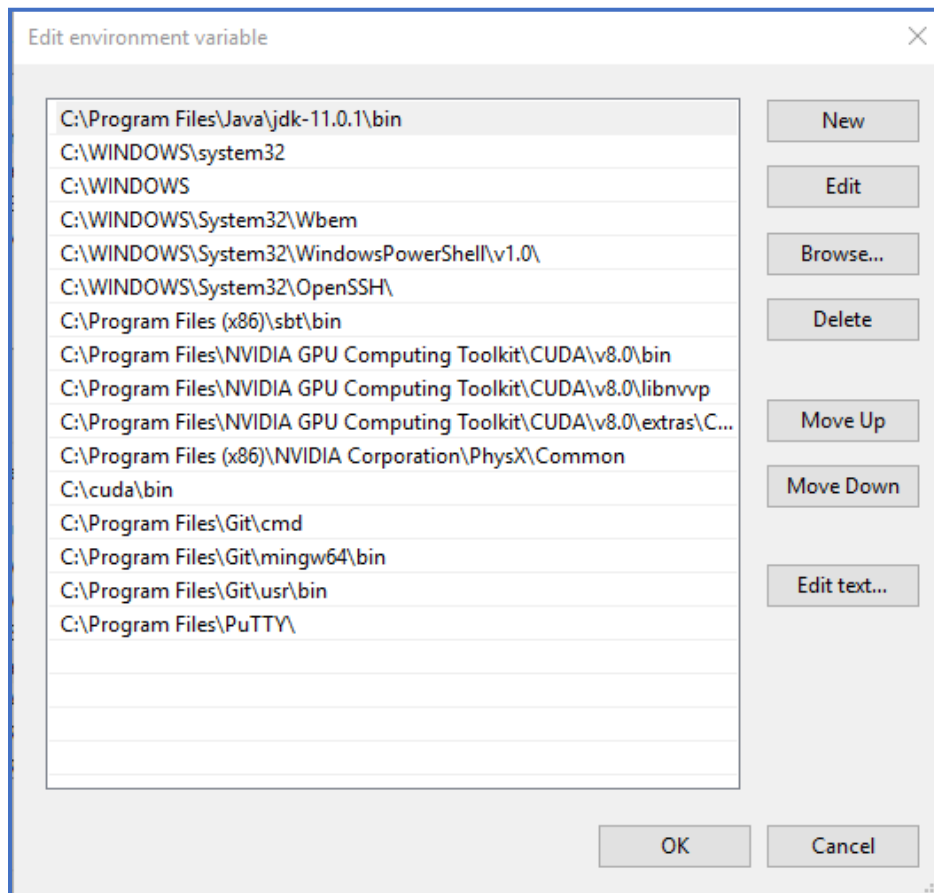 Edit environment variable
C:\Program Files\Java\jdk-11.0.1\bin
C:\WINDOWS\system32
C:\WINDOWS
C:\WINDOWS\System32\Wbem
C:\WINDOWS\System32\WindowsPowerShell\v1.0\
C:\WINDOWS\System32\OpenSSH\
C:\Program Files (x86)\sbt\bin
C:\Program Files\NVIDIA GPU Computing Toolkit\CUDA\v8.0\bin
C:\Program Files\NVIDIA GPU Computing Toolkit\CUDA\v8.0\libnvvp
C:\Program Files\NVIDIA GPU Computing Toolkit\CUDA\v8.0\extras\C...
C:\Program Files (x86)\NVIDIA Corporation\PhysX\Common
C:\cuda\bin
C:\Program Files\Git\cmd
C:\Program Files\Git\mingw64\bin
C:\Program Files\Git\usr\bin
C:\Program Files\PuTTY\
New
Edit
Browse...
Delete
Move Up
Move Down
Edit text...
OK
Cancel